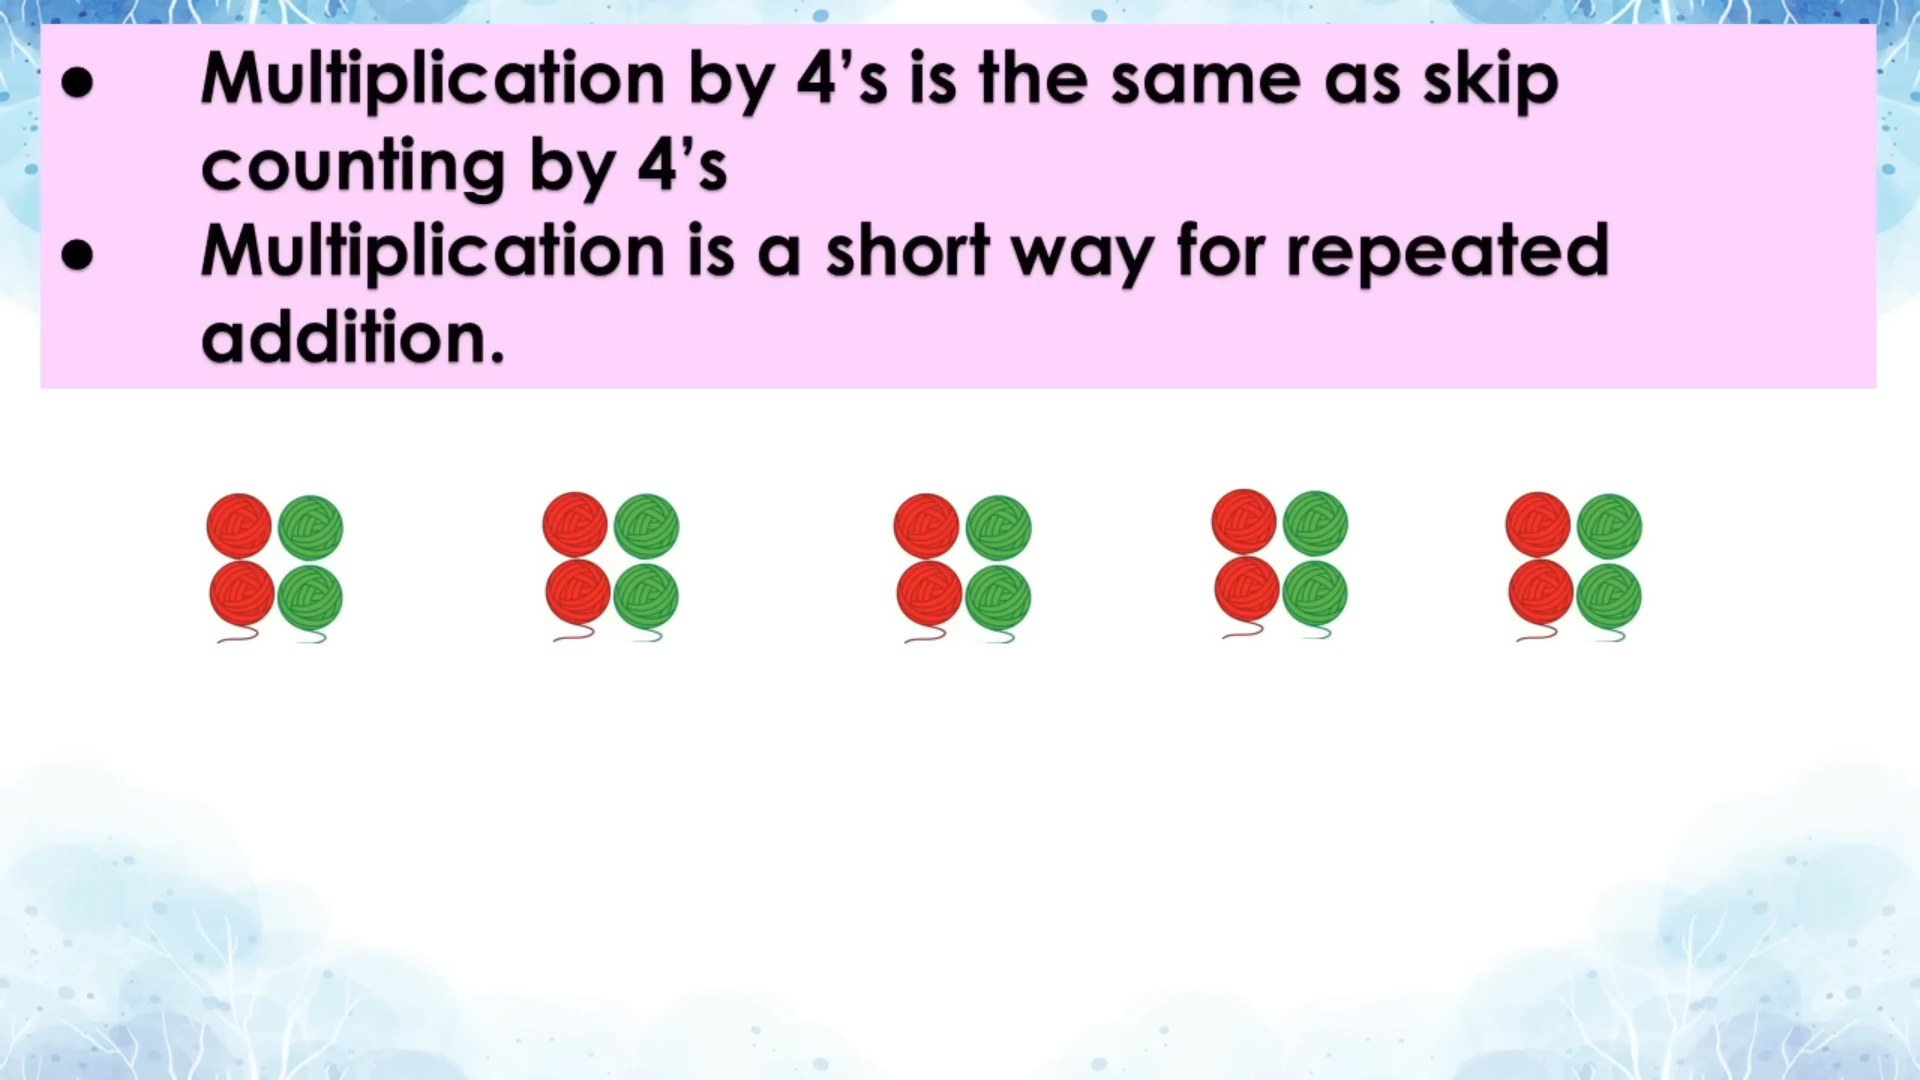 ● Multiplication by 4’s is the same as skip
counting by 4’s
● Multiplication is a short way for repeated
addition.